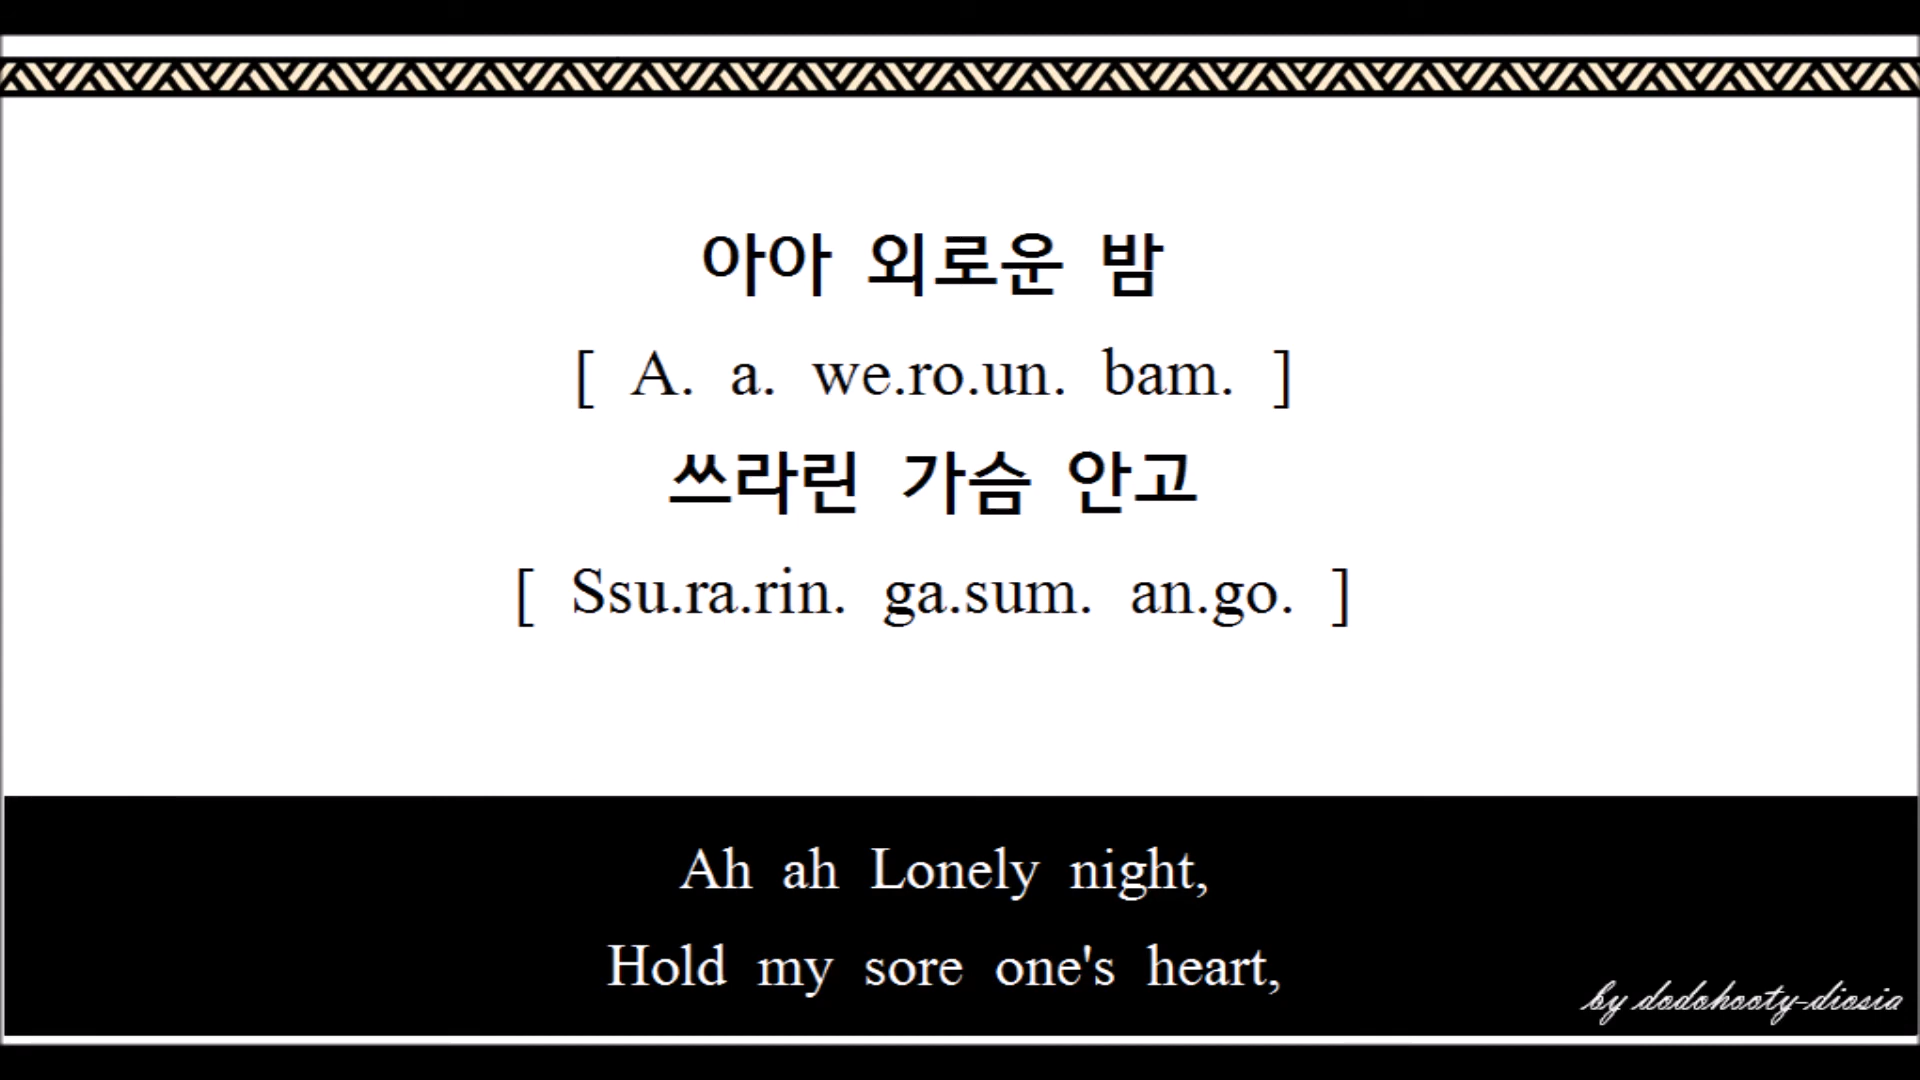 아아 외로운 밤
[ A. a. we.ro.un. bam. ]
쓰라린 가슴 안고
[ Ssu.ra.rin. ga.sum. an.go. ]
Ah ah Lonely night,
Hold my sore one's heart,
by dodohooty-diosia